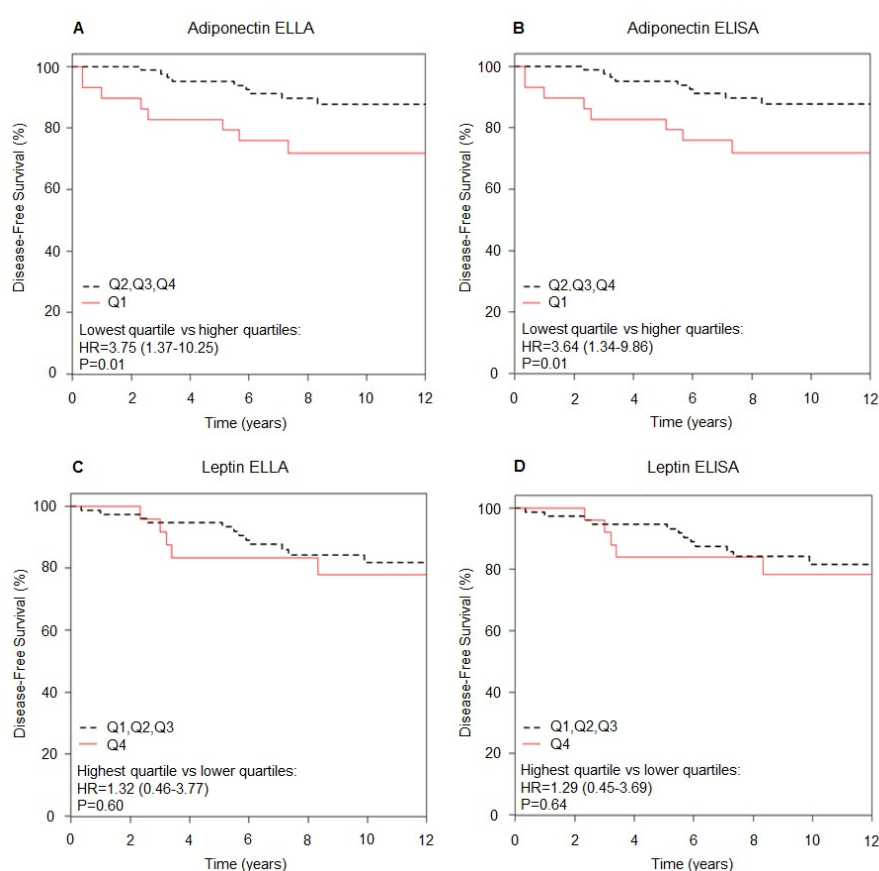 A
Adiponectin ELLA
Disease-Free Survival (%)
100
80
60
40
20
0
Q2,Q3,Q4
Q1
Lowest quartile vs higher quartiles:
HR=3.75 (1.37-10.25)
P=0.01
0 2 4 6 8 10 12
Time (years)
B
Adiponectin ELISA
Disease-Free Survival (%)
100
80
60
40
20
0
Q2,Q3,Q4
Q1
Lowest quartile vs higher quartiles:
HR=3.64 (1.34-9.86)
P=0.01
0 2 4 6 8 10 12
Time (years)
C
Leptin ELLA
Disease-Free Survival (%)
100
80
60
40
20
0
Q1,Q2,Q3
Q4
Highest quartile vs lower quartiles:
HR=1.32 (0.46-3.77)
P=0.60
0 2 4 6 8 10 12
Time (years)
D
Leptin ELISA
Disease-Free Survival (%)
100
80
60
40
20
0
Q1,Q2,Q3
Q4
Highest quartile vs lower quartiles:
HR=1.29 (0.45-3.69)
P=0.64
0 2 4 6 8 10 12
Time (years)